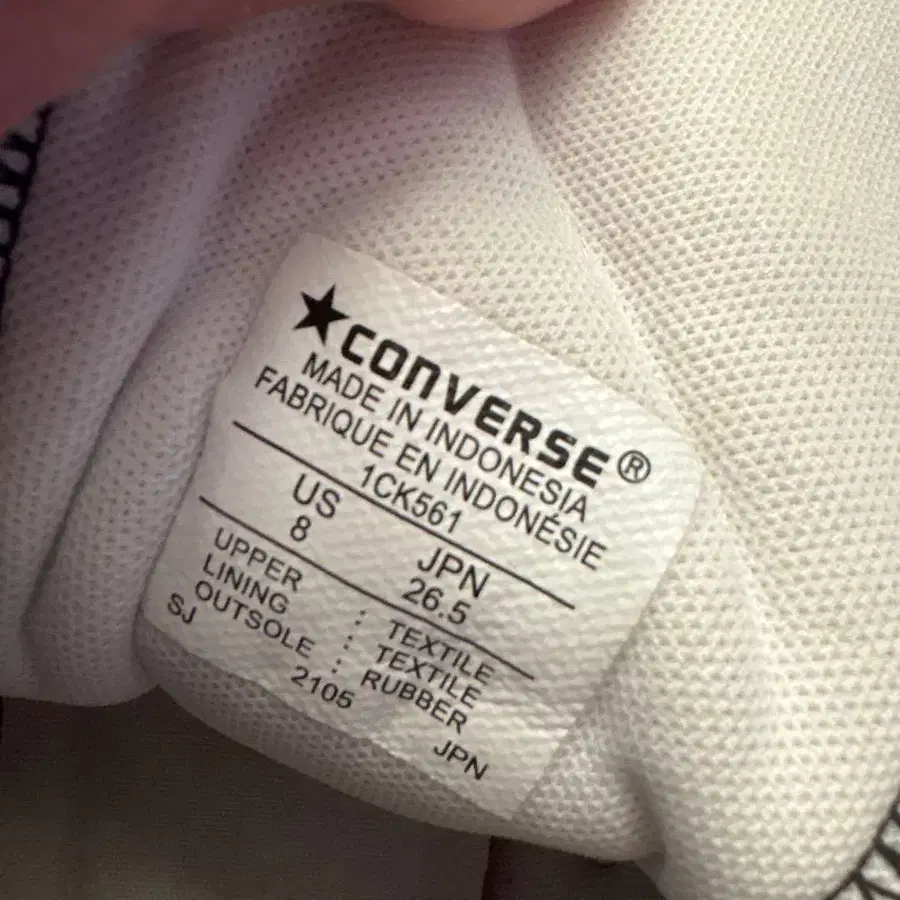 ★CONVERSE®
MADE IN INDONESIA
FABRIQUE EN INDONÉSIE
1CK561
US JPN
8 26.5
UPPER : TEXTILE
LINING : TEXTILE
OUTSOLE : RUBBER
SJ 2105 JPN